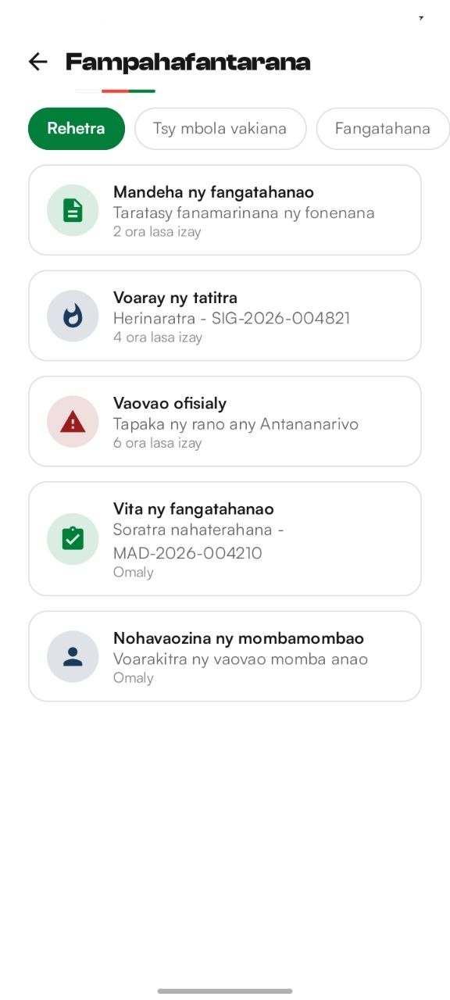 Fampahafantarana
Rehetra
Tsy mbola vakiana
Fangatahana
Mandeha ny fangatahanao
Taratasy fanamarinana ny fonenana
2 ora lasa izay
Voaray ny tatitra
Herinaratra - SIG-2026-004821
4 ora lasa izay
Vaovao ofisialy
Tapaka ny rano any Antananarivo
6 ora lasa izay
Vita ny fangatahanao
Soratra nahaterahana -
MAD-2026-004210
Omaly
Nohavaozina ny mombamombao
Voarakitra ny vaovao momba anao
Omaly